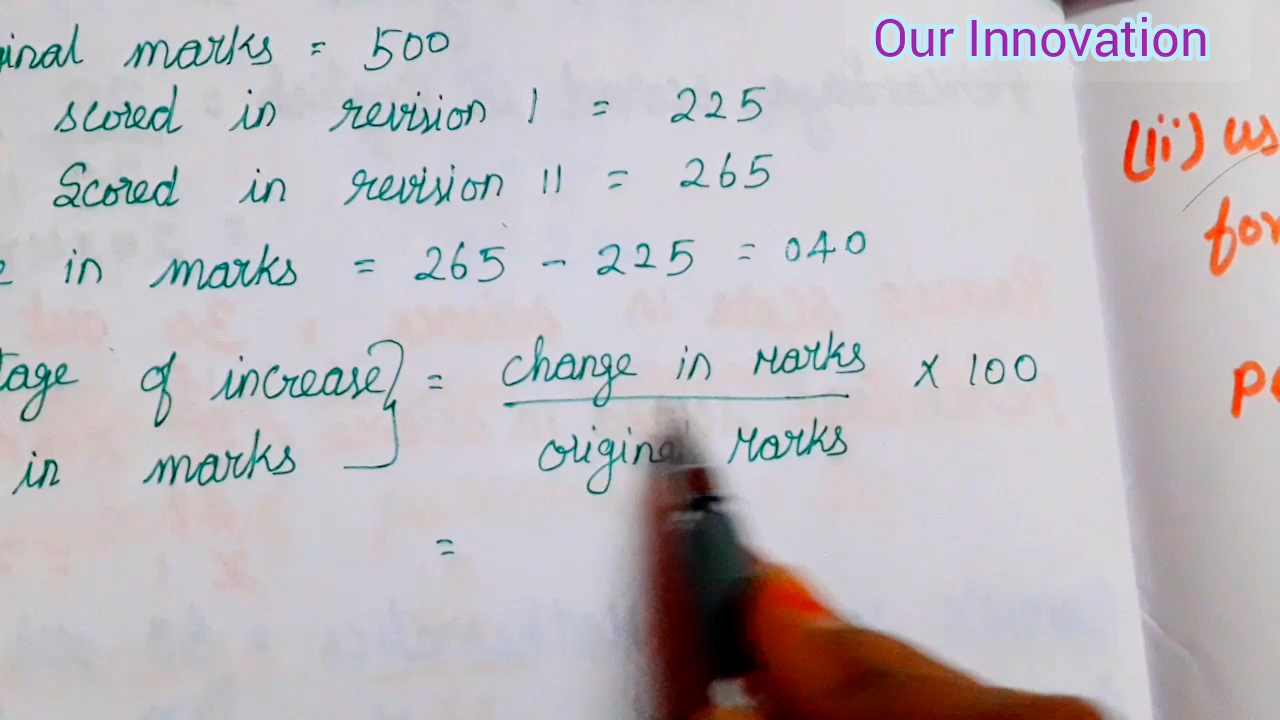 Our Innovation
ginal marks = 500
scored in revision I = 225
Scored in revision II = 265
e in marks = 265 - 225 = 040
tage of increase } = change in marks × 100
in marks original marks
=
(ii) us
for